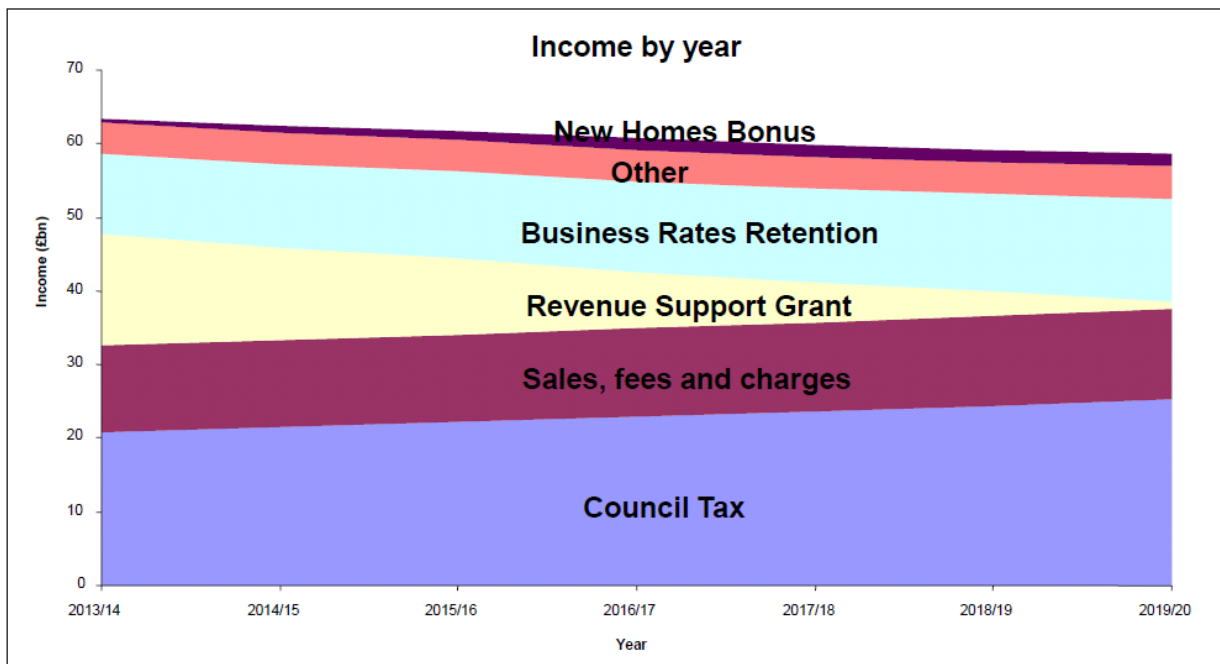 Income by year
70
60
50
40
30
20
10
0
Income (£bn)
New Homes Bonus
Other
Business Rates Retention
Revenue Support Grant
Sales, fees and charges
Council Tax
2013/14 2014/15 2015/16 2016/17 2017/18 2018/19 2019/20
Year